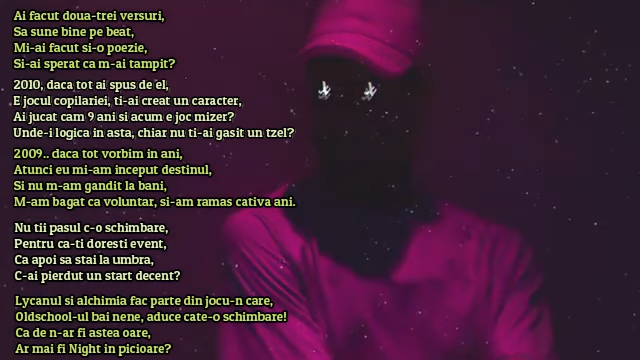 Ai facut doua-trei versuri,
Sa sune bine pe beat,
Mi-ai facut si-o poezie,
Si-ai sperat ca m-ai tampit?
2010, daca tot ai spus de el,
E jocul copilariei, ti-ai creat un caracter,
Ai jucat cam 9 ani si acum e joc mizer?
Unde-i logica in asta, chiar nu ti-ai gasit un tzel?
2009.. daca tot vorbim in ani,
Atunci eu mi-am inceput destinul,
Si nu m-am gandit la bani,
M-am bagat ca voluntar, si-am ramas cativa ani.
Nu tii pasul c-o schimbare,
Pentru ca-ti doresti event,
Ca apoi sa stai la umbra,
C-ai pierdut un start decent?
Lycanul si alchimia fac parte din jocu-n care,
Oldschool-ul bai nene, aduce cate-o schimbare!
Ca de n-ar fi astea oare,
Ar mai fi Night in picioare?